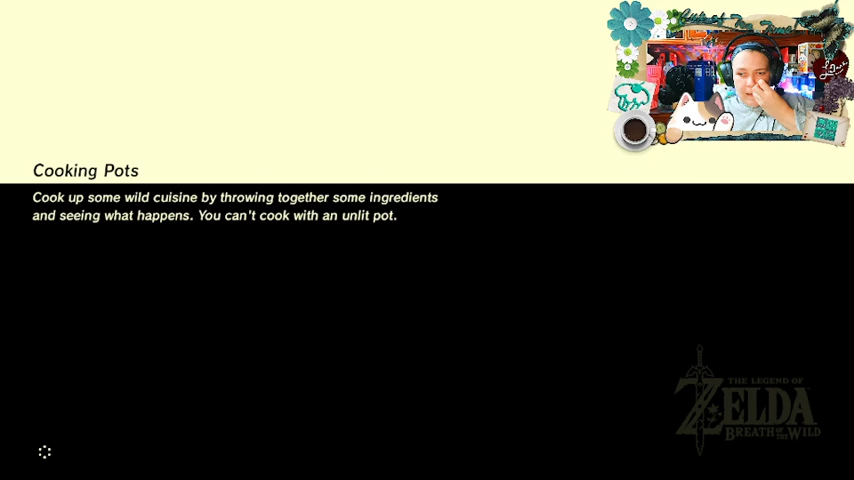 Cooking Pots
Cook up some wild cuisine by throwing together some ingredients
and seeing what happens. You can't cook with an unlit pot.
THE LEGEND OF
ZELDA
BREATH OF THE WILD